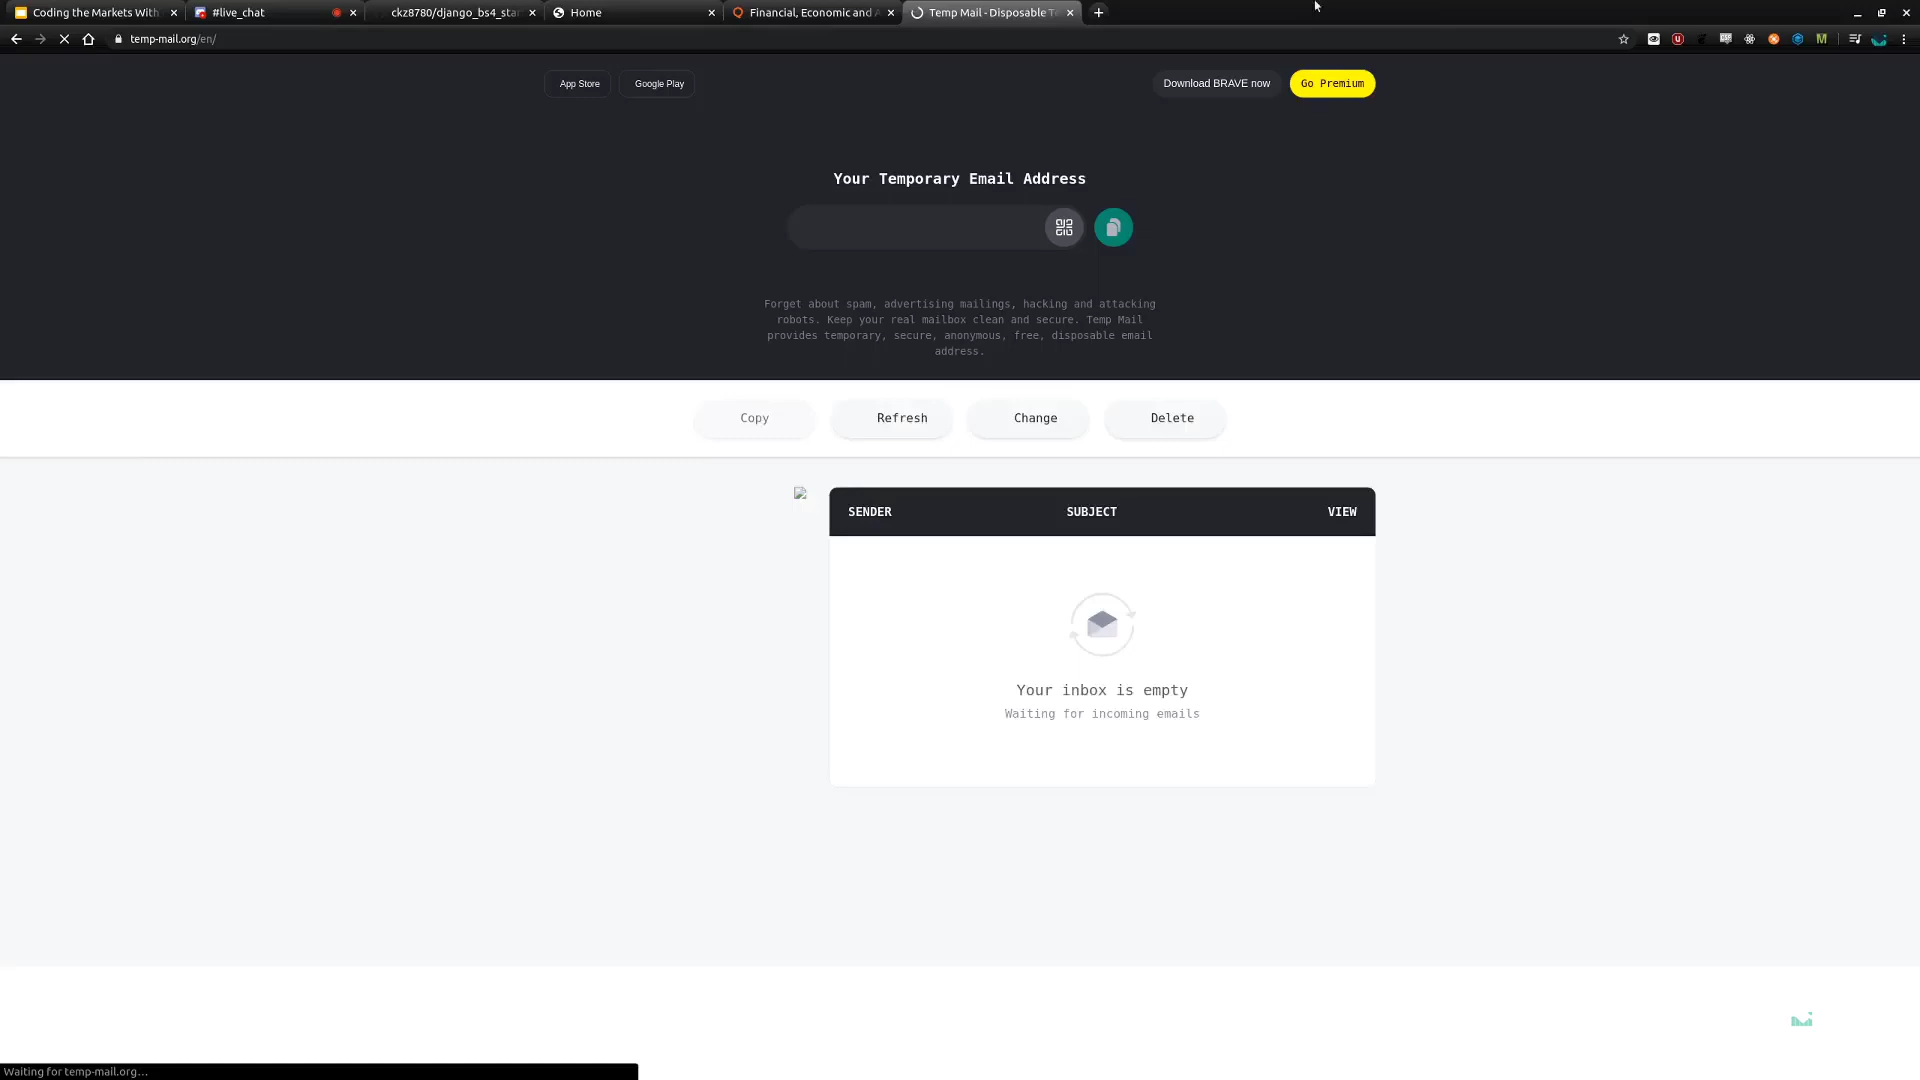 Coding the Markets With
#live_chat
ckz8780/django_bs4_sta
Home
Financial, Economic and A
Temp Mail - Disposable Te
temp-mail.org/en/
App Store
Google Play
Download BRAVE now
Go Premium
Your Temporary Email Address
Forget about spam, advertising mailings, hacking and attacking
robots. Keep your real mailbox clean and secure. Temp Mail
provides temporary, secure, anonymous, free, disposable email
address.
Copy
Refresh
Change
Delete
SENDER
SUBJECT
VIEW
Your inbox is empty
Waiting for incoming emails
Waiting for temp-mail.org...